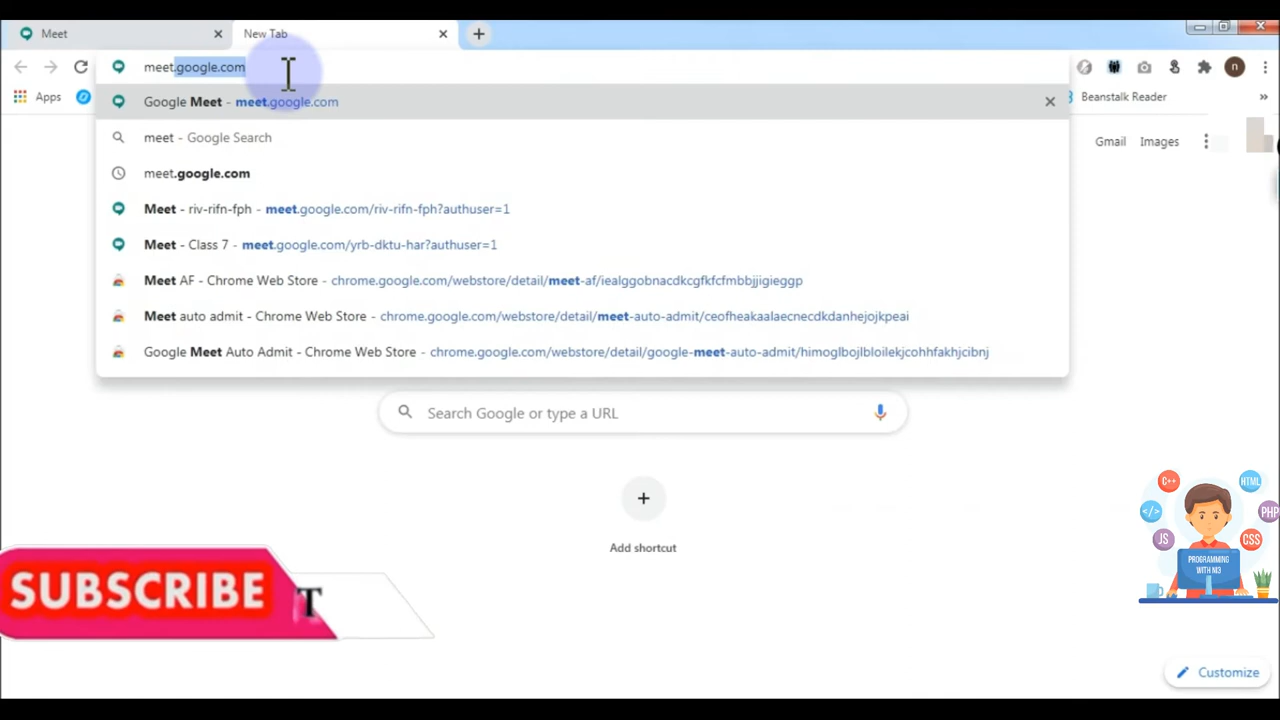 Meet
New Tab
meet.google.com
Apps
Beanstalk Reader
»
Google Meet - meet.google.com
meet - Google Search
Gmail Images
meet.google.com
Meet - riv-rifn-fph - meet.google.com/riv-rifn-fph?authuser=1
Meet - Class 7 - meet.google.com/yrb-dktu-har?authuser=1
Meet AF - Chrome Web Store - chrome.google.com/webstore/detail/meet-af/iealggobnacdkcgfkfcfmbbjjigieggp
Meet auto admit - Chrome Web Store - chrome.google.com/webstore/detail/meet-auto-admit/ceofheakaalaecnecdkdanhejojkpeai
Google Meet Auto Admit - Chrome Web Store - chrome.google.com/webstore/detail/google-meet-auto-admit/himoglbojlbloilekjcohhfakhjcibnj
Search Google or type a URL
Add shortcut
C++
HTML
</>
PHP
JS
CSS
PROGRAMMING
WITH NI3
SUBSCRIBE T
Customize
n